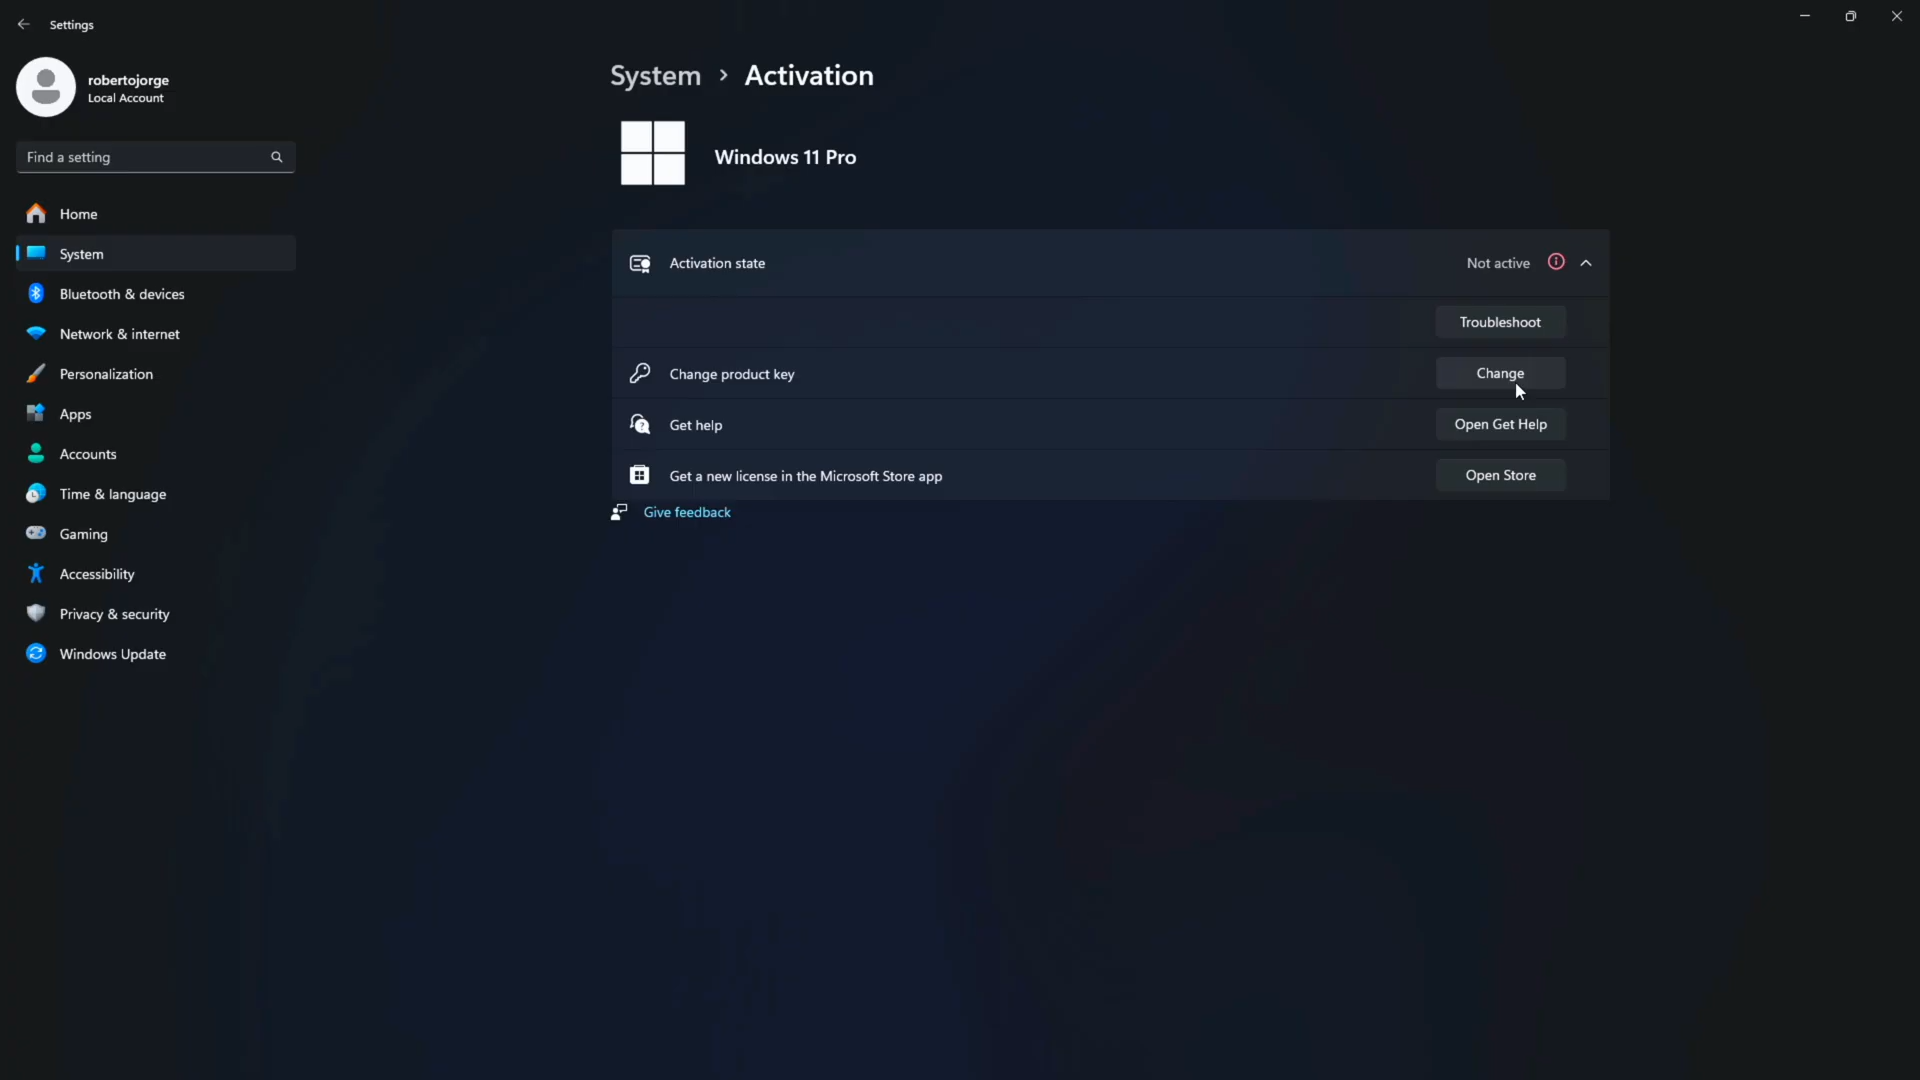 Settings
robertojorge
Local Account
Find a setting
Home
System
Bluetooth & devices
Network & internet
Personalization
Apps
Accounts
Time & language
Gaming
Accessibility
Privacy & security
Windows Update
System > Activation
Windows 11 Pro
Activation state Not active
Troubleshoot
Change product key Change
Get help Open Get Help
Get a new license in the Microsoft Store app Open Store
Give feedback